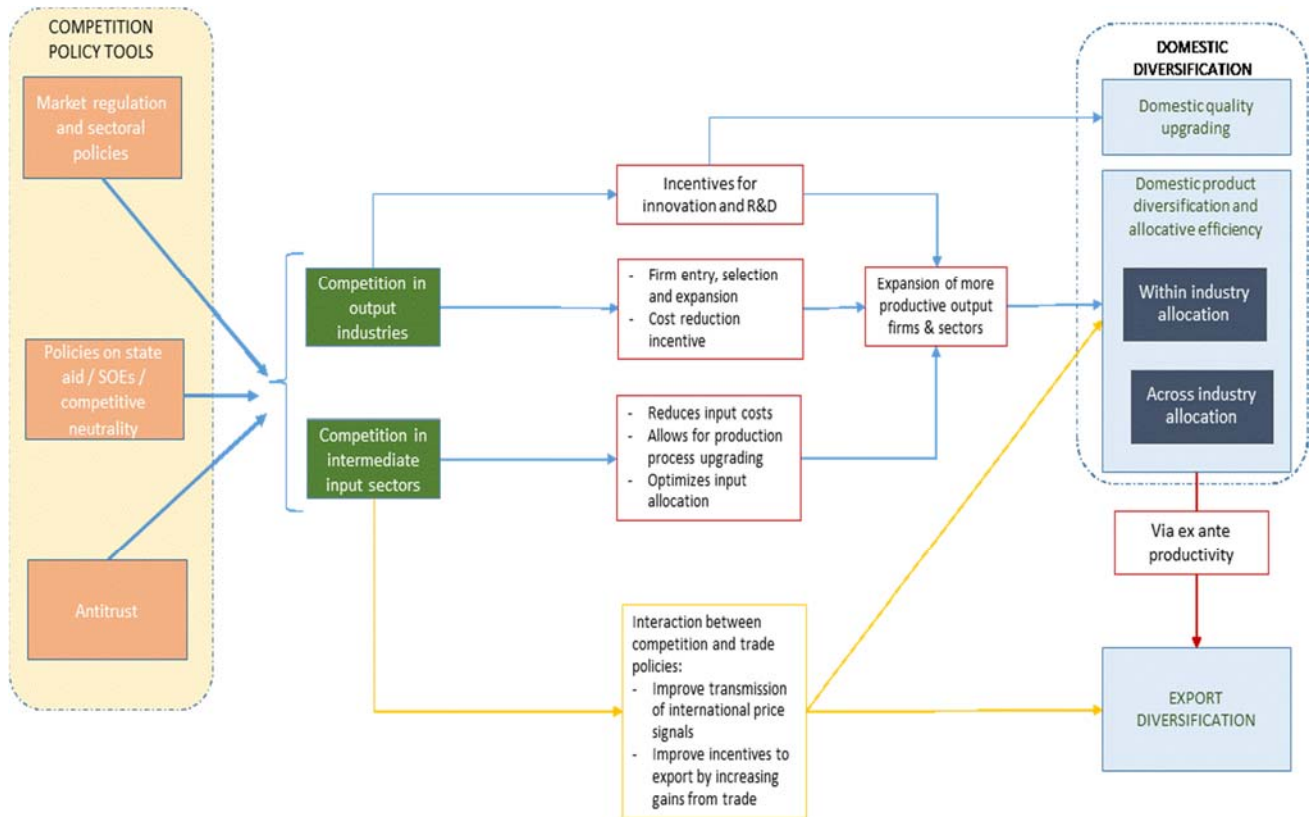 COMPETITION
POLICY TOOLS
Market regulation
and sectoral
policies
Policies on state
aid / SOEs /
competitive
neutrality
Antitrust
Competition in
output
industries
Competition in
intermediate
input sectors
Incentives for
innovation and R&D
- Firm entry, selection
and expansion
- Cost reduction
incentive
- Reduces input costs
- Allows for production
process upgrading
- Optimizes input
allocation
Interaction between
competition and trade
policies:
- Improve transmission
of international price
signals
- Improve incentives to
export by increasing
gains from trade
Expansion of more
productive output
firms & sectors
DOMESTIC
DIVERSIFICATION
Domestic quality
upgrading
Domestic product
diversification and
allocative efficiency
Within industry
allocation
Across industry
allocation
Via ex ante
productivity
EXPORT
DIVERSIFICATION